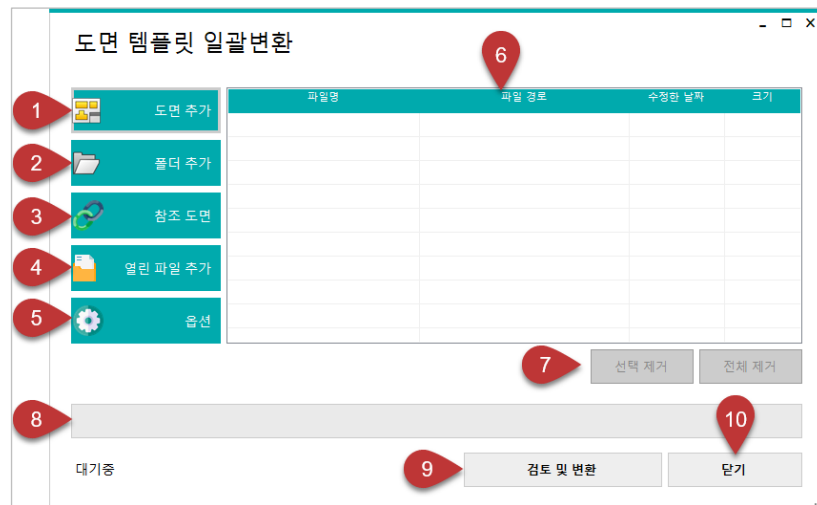 도면 템플릿 일괄변환
6
파일명 파일 경로 수정한 날짜 크기
1 도면 추가
2 폴더 추가
3 참조 도면
4 열린 파일 추가
5 옵션
7 선택 제거 전체 제거
8
10
대기중 9 검토 및 변환 닫기